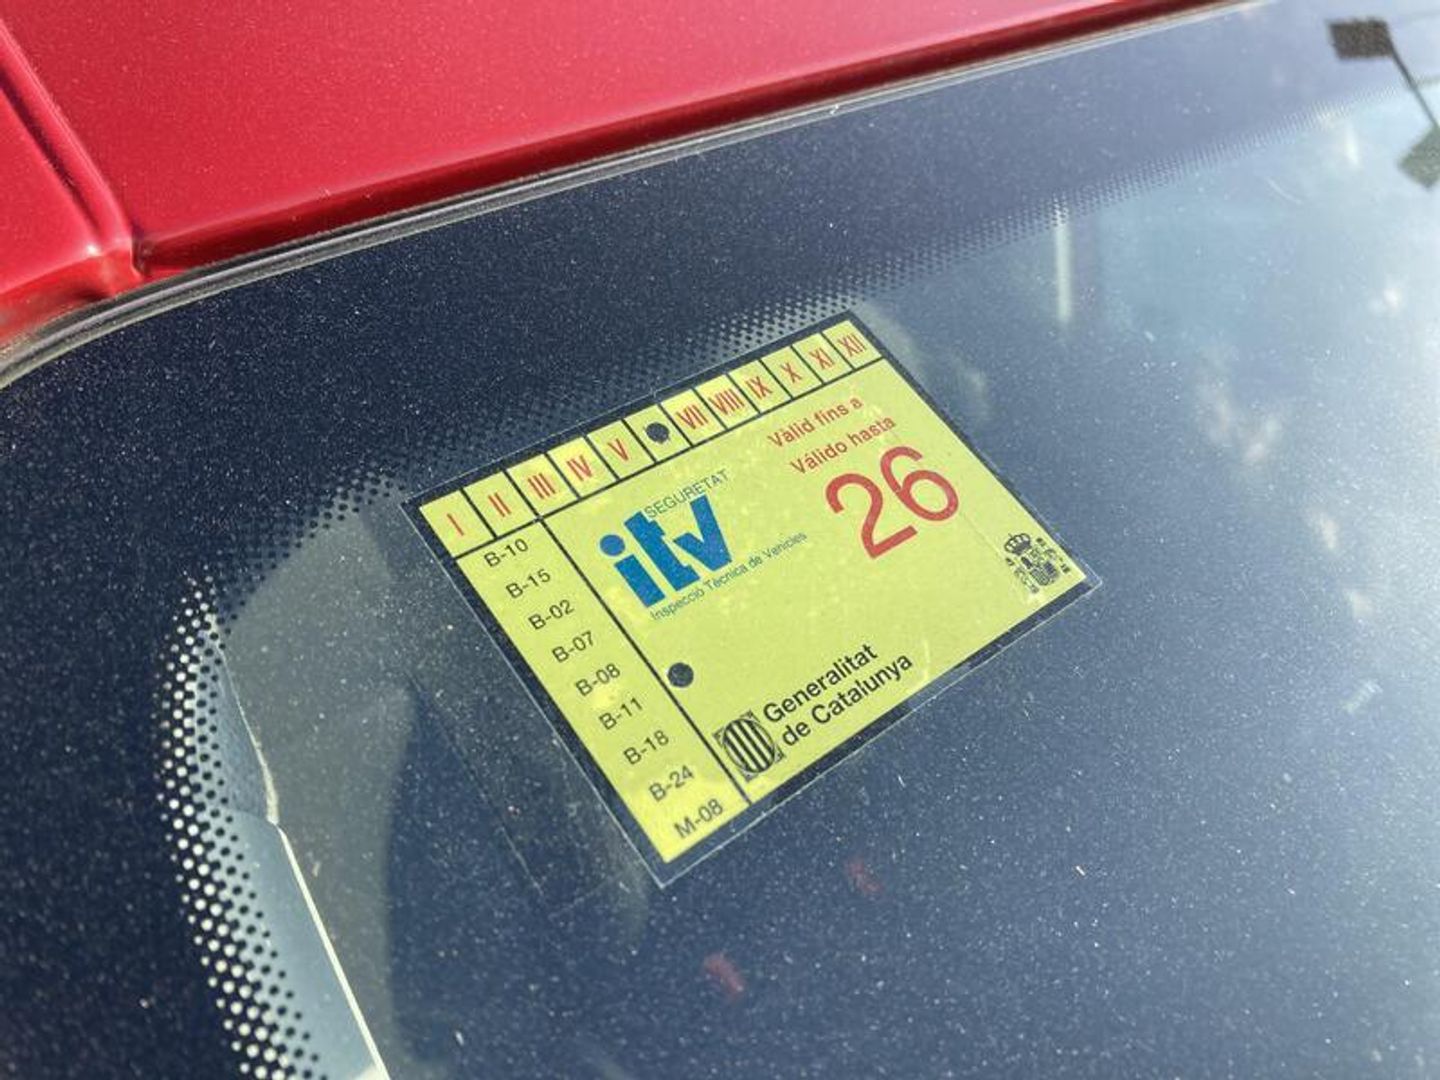 I II III IV V VII VIII IX X XI XII
B-10
B-15
B-02
B-07
B-08
B-11
B-18
B-24
M-08
SEGURETAT
itv
Inspecció Tècnica de Vehicles
Vàlid fins a
Válido hasta
26
Generalitat
de Catalunya